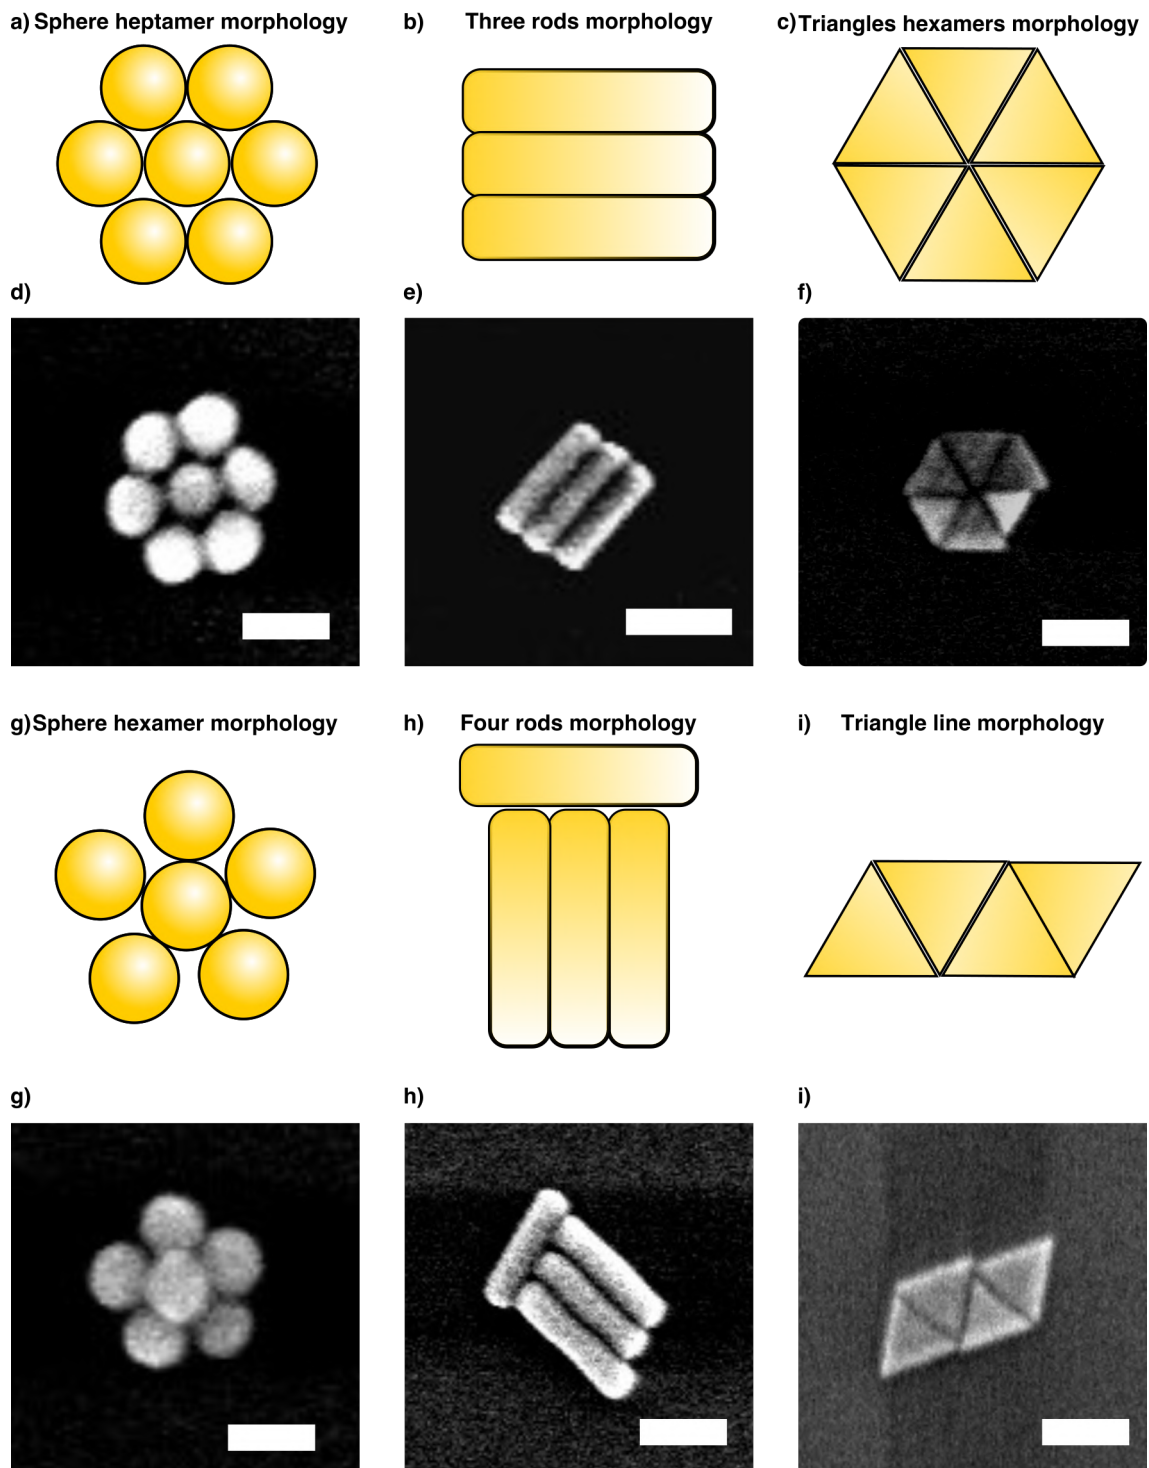 a) Sphere heptamer morphology
b) Three rods morphology
c) Triangles hexamers morphology
d)
e)
f)
g) Sphere hexamer morphology
h) Four rods morphology
i) Triangle line morphology
g)
h)
i)